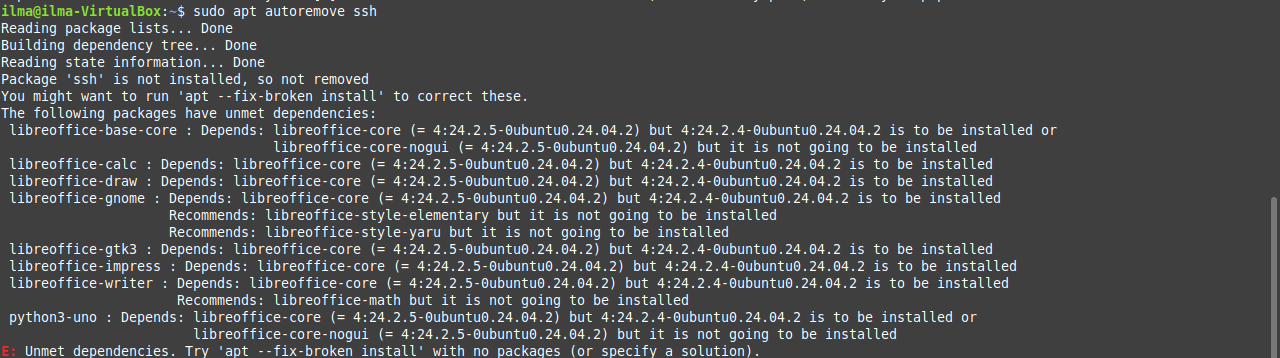 ilma@ilma-VirtualBox:~$ sudo apt autoremove ssh
Reading package lists... Done
Building dependency tree... Done
Reading state information... Done
Package 'ssh' is not installed, so not removed
You might want to run 'apt --fix-broken install' to correct these.
The following packages have unmet dependencies:
 libreoffice-base-core : Depends: libreoffice-core (= 4:24.2.5-0ubuntu0.24.04.2) but 4:24.2.4-0ubuntu0.24.04.2 is to be installed or
                                  libreoffice-core-nogui (= 4:24.2.5-0ubuntu0.24.04.2) but it is not going to be installed
 libreoffice-calc : Depends: libreoffice-core (= 4:24.2.5-0ubuntu0.24.04.2) but 4:24.2.4-0ubuntu0.24.04.2 is to be installed
 libreoffice-draw : Depends: libreoffice-core (= 4:24.2.5-0ubuntu0.24.04.2) but 4:24.2.4-0ubuntu0.24.04.2 is to be installed
 libreoffice-gnome : Depends: libreoffice-core (= 4:24.2.5-0ubuntu0.24.04.2) but 4:24.2.4-0ubuntu0.24.04.2 is to be installed
                     Recommends: libreoffice-style-elementary but it is not going to be installed
                     Recommends: libreoffice-style-yaru but it is not going to be installed
 libreoffice-gtk3 : Depends: libreoffice-core (= 4:24.2.5-0ubuntu0.24.04.2) but 4:24.2.4-0ubuntu0.24.04.2 is to be installed
 libreoffice-impress : Depends: libreoffice-core (= 4:24.2.5-0ubuntu0.24.04.2) but 4:24.2.4-0ubuntu0.24.04.2 is to be installed
 libreoffice-writer : Depends: libreoffice-core (= 4:24.2.5-0ubuntu0.24.04.2) but 4:24.2.4-0ubuntu0.24.04.2 is to be installed
                      Recommends: libreoffice-math but it is not going to be installed
 python3-uno : Depends: libreoffice-core (= 4:24.2.5-0ubuntu0.24.04.2) but 4:24.2.4-0ubuntu0.24.04.2 is to be installed or
                        libreoffice-core-nogui (= 4:24.2.5-0ubuntu0.24.04.2) but it is not going to be installed
E: Unmet dependencies. Try 'apt --fix-broken install' with no packages (or specify a solution).